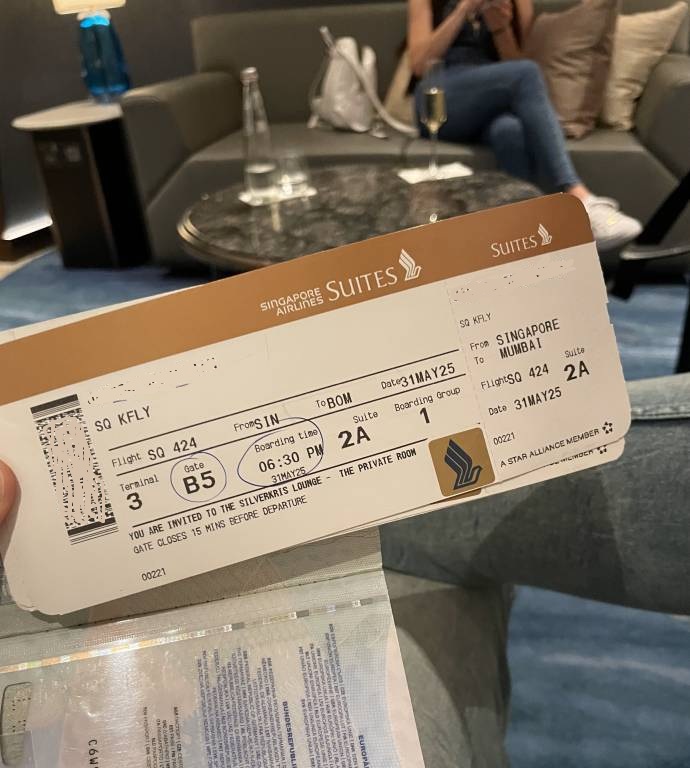 SINGAPORE
AIRLINES
SUITES
SQ KFLY
Flight SQ 424
From SIN
To BOM
Date 31MAY25
Terminal
3
Gate
B5
Boarding time
06:30 PM
31MAY25
Suite
2A
Boarding Group
1
YOU ARE INVITED TO THE SILVERKRIS LOUNGE - THE PRIVATE ROOM
GATE CLOSES 15 MINS BEFORE DEPARTURE
00221
SUITES
SQ KFLY
From SINGAPORE
To MUMBAI
Flight SQ 424
Suite
2A
Date 31MAY25
00221
A STAR ALLIANCE MEMBER
MEMBER
BUNDESREPUBLI
EUROPÄ